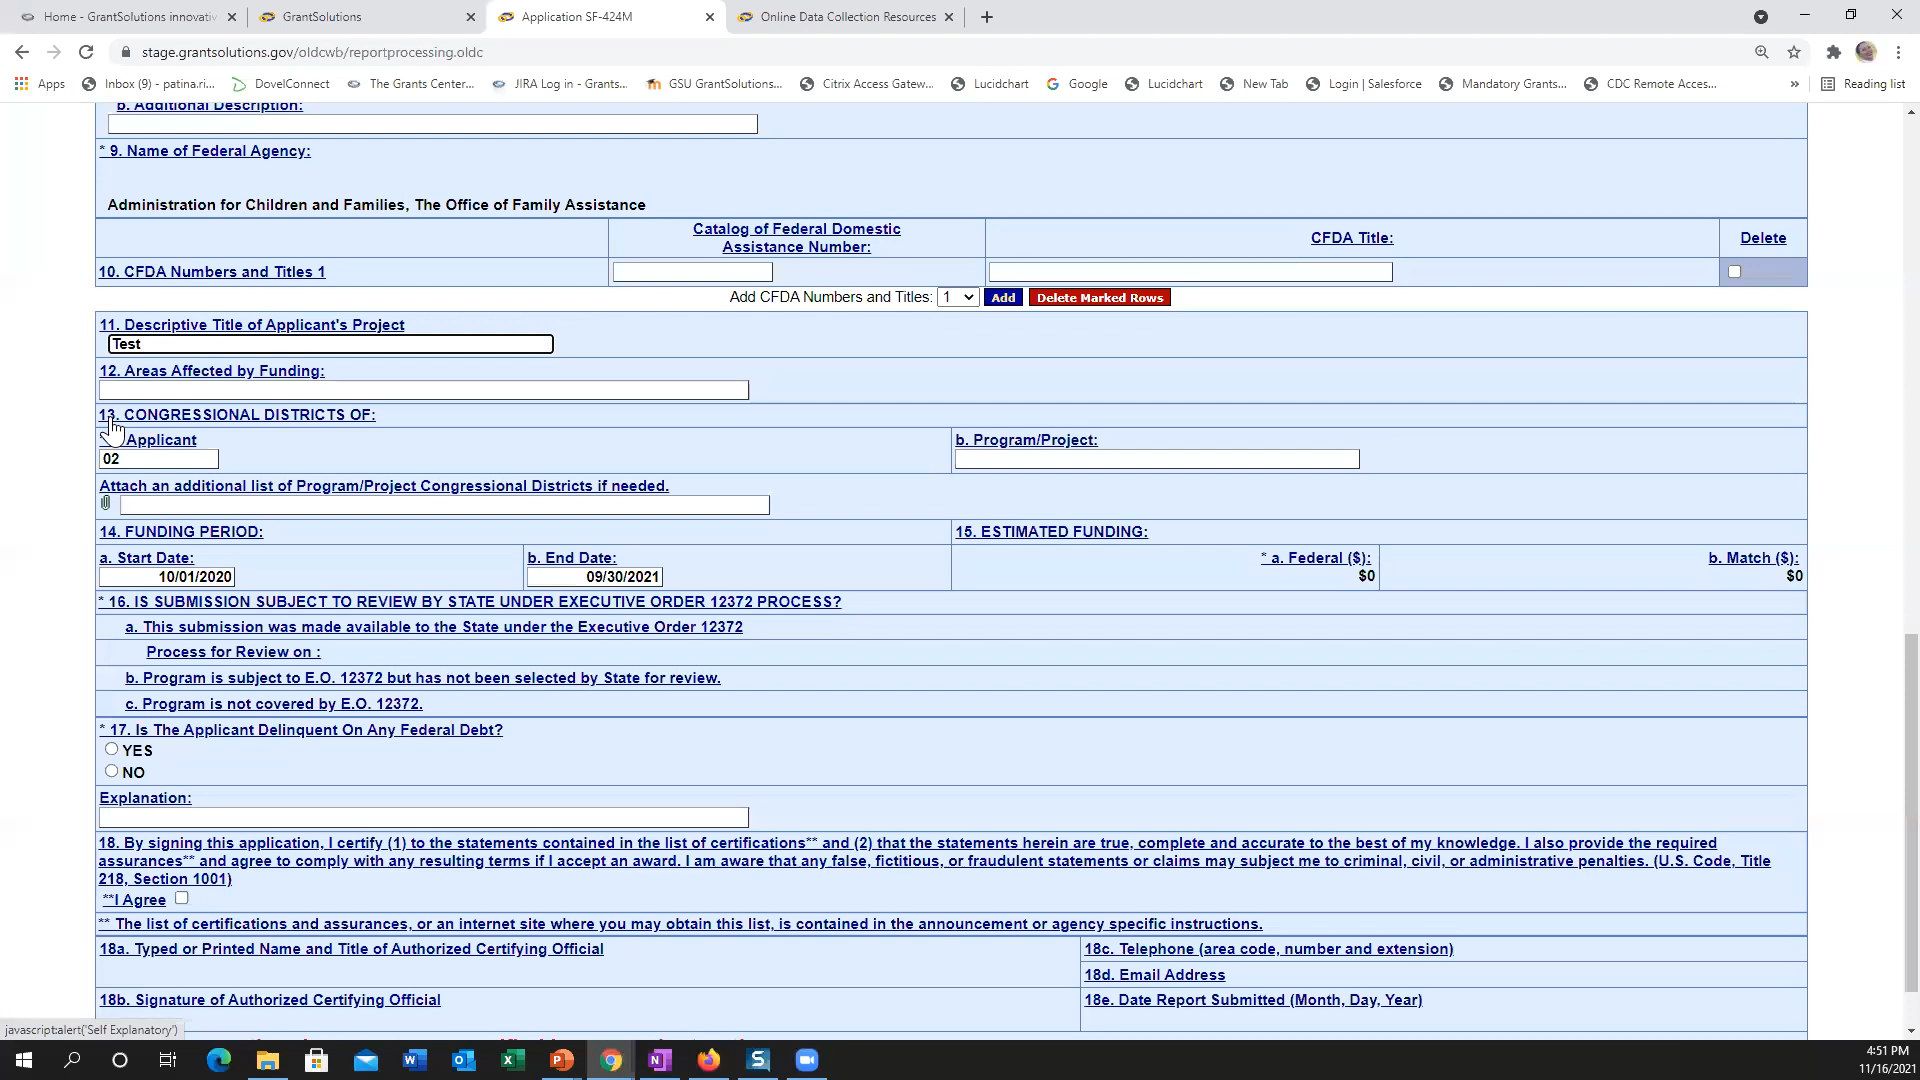 Home - GrantSolutions innovativ
GrantSolutions
Application SF-424M
Online Data Collection Resources
stage.grantsolutions.gov/oldcwb/reportprocessing.oldc
Apps
Inbox (9) - patina.ri...
DovelConnect
The Grants Center...
JIRA Log in - Grants...
GSU GrantSolutions...
Citrix Access Gatew...
Lucidchart
Google
Lucidchart
New Tab
Login | Salesforce
Mandatory Grants...
CDC Remote Acces...
»
Reading list
b. Additional Description:
* 9. Name of Federal Agency:
Administration for Children and Families, The Office of Family Assistance
Catalog of Federal Domestic
Assistance Number:
CFDA Title:
Delete
10. CFDA Numbers and Titles 1
Add CFDA Numbers and Titles: 1 Add Delete Marked Rows
11. Descriptive Title of Applicant's Project
Test
12. Areas Affected by Funding:
13. CONGRESSIONAL DISTRICTS OF:
Applicant
b. Program/Project:
02
Attach an additional list of Program/Project Congressional Districts if needed.
14. FUNDING PERIOD:
15. ESTIMATED FUNDING:
a. Start Date:
b. End Date:
* a. Federal ($):
b. Match ($):
10/01/2020
09/30/2021
$0
$0
* 16. IS SUBMISSION SUBJECT TO REVIEW BY STATE UNDER EXECUTIVE ORDER 12372 PROCESS?
a. This submission was made available to the State under the Executive Order 12372
Process for Review on :
b. Program is subject to E.O. 12372 but has not been selected by State for review.
c. Program is not covered by E.O. 12372.
* 17. Is The Applicant Delinquent On Any Federal Debt?
YES
NO
Explanation:
18. By signing this application, I certify (1) to the statements contained in the list of certifications** and (2) that the statements herein are true, complete and accurate to the best of my knowledge. I also provide the required
assurances** and agree to comply with any resulting terms if I accept an award. I am aware that any false, fictitious, or fraudulent statements or claims may subject me to criminal, civil, or administrative penalties. (U.S. Code, Title
218, Section 1001)
**I Agree
** The list of certifications and assurances, or an internet site where you may obtain this list, is contained in the announcement or agency specific instructions.
18a. Typed or Printed Name and Title of Authorized Certifying Official
18c. Telephone (area code, number and extension)
18d. Email Address
18b. Signature of Authorized Certifying Official
18e. Date Report Submitted (Month, Day, Year)
javascript:alert('Self Explanatory')
4:51 PM
11/16/2021